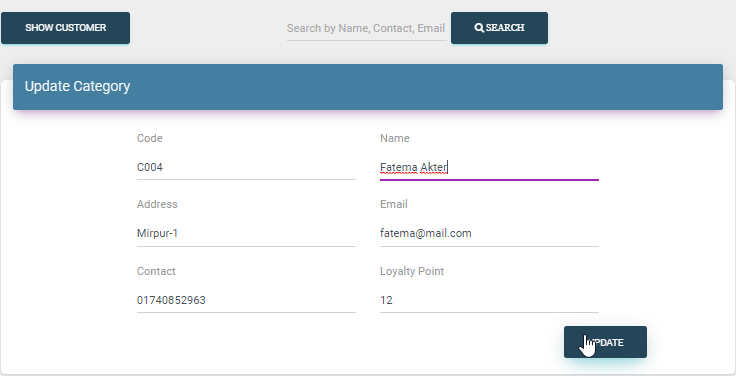 SHOW CUSTOMER
Search by Name, Contact, Email
SEARCH
Update Category
Code
Name
C004
Fatema Akter
Address
Email
Mirpur-1
fatema@mail.com
Contact
Loyalty Point
01740852963
12
UPDATE